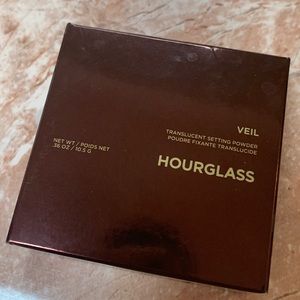 VEIL
TRANSLUCENT SETTING POWDER
POUDRE FIXANTE TRANSLUCIDE
HOURGLASS
NET WT / POIDS NET
.36 OZ / 10.5 G